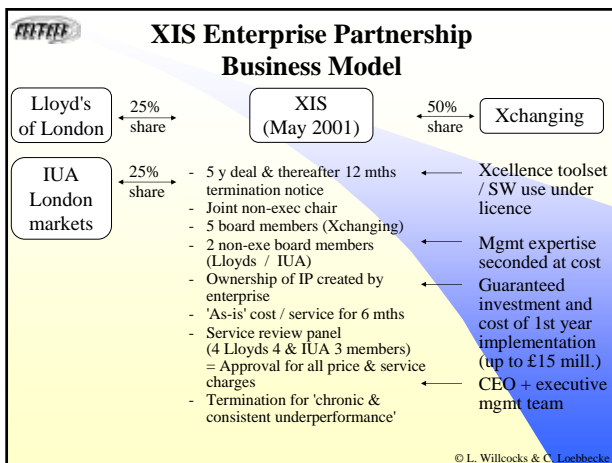 XIS Enterprise Partnership
Business Model
Lloyd's
of London
25%
share
XIS
(May 2001)
50%
share
Xchanging
IUA
London
markets
25%
share
- 5 y deal & thereafter 12 mths
termination notice
- Joint non-exec chair
- 5 board members (Xchanging)
- 2 non-exe board members
(Lloyds / IUA)
- Ownership of IP created by
enterprise
- 'As-is' cost / service for 6 mths
- Service review panel
(4 Lloyds 4 & IUA 3 members)
= Approval for all price & service
charges
- Termination for 'chronic &
consistent underperformance'
Xcellence toolset
/ SW use under
licence
Mgmt expertise
seconded at cost
Guaranteed
investment and
cost of 1st year
implementation
(up to £15 mill.)
CEO + executive
mgmt team
© L. Willcocks & C. Loebbecke